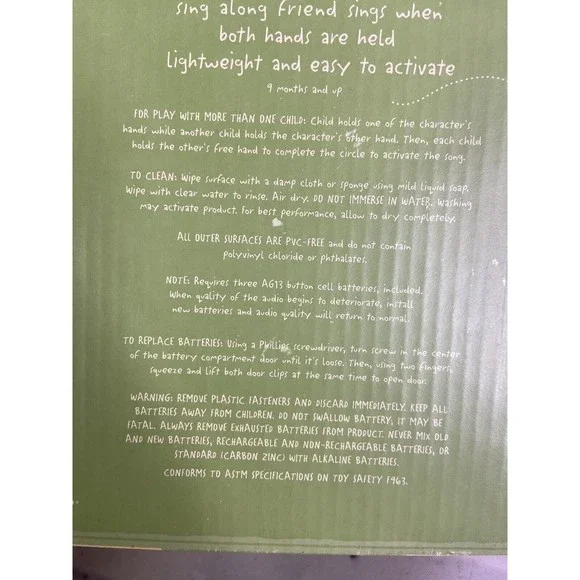 sing along friend sings when
both hands are held
lightweight and easy to activate
9 months and up
FOR PLAY WITH MORE THAN ONE CHILD: Child holds one of the character's
hands while another child holds the character's other hand. Then, each child
holds the other's free hand to complete the circle to activate the song.
TO CLEAN: Wipe surface with a damp cloth or sponge using mild liquid soap.
Wipe with clear water to rinse. Air dry. DO NOT IMMERSE IN WATER. Washing
may activate product. For best performance, allow to dry completely.
ALL OUTER SURFACES ARE PVC-FREE and do not contain
polyvinyl chloride or phthalates.
NOTE: Requires three AG13 button cell batteries, included.
When quality of the audio begins to deteriorate, install
new batteries and audio quality will return to normal.
TO REPLACE BATTERIES: Using a Phillips screwdriver, turn screw in the center
of the battery compartment door until it's loose. Then, using two fingers,
squeeze and lift both door clips at the same time to open door.
WARNING: REMOVE PLASTIC FASTENERS AND DISCARD IMMEDIATELY. KEEP ALL
BATTERIES AWAY FROM CHILDREN. DO NOT SWALLOW BATTERY, IT MAY BE
FATAL. ALWAYS REMOVE EXHAUSTED BATTERIES FROM PRODUCT. NEVER MIX OLD
AND NEW BATTERIES, RECHARGEABLE AND NON-RECHARGEABLE BATTERIES, OR
STANDARD (CARBON ZINC) WITH ALKALINE BATTERIES.
CONFORMS TO ASTM SPECIFICATIONS ON TOY SAFETY F963.